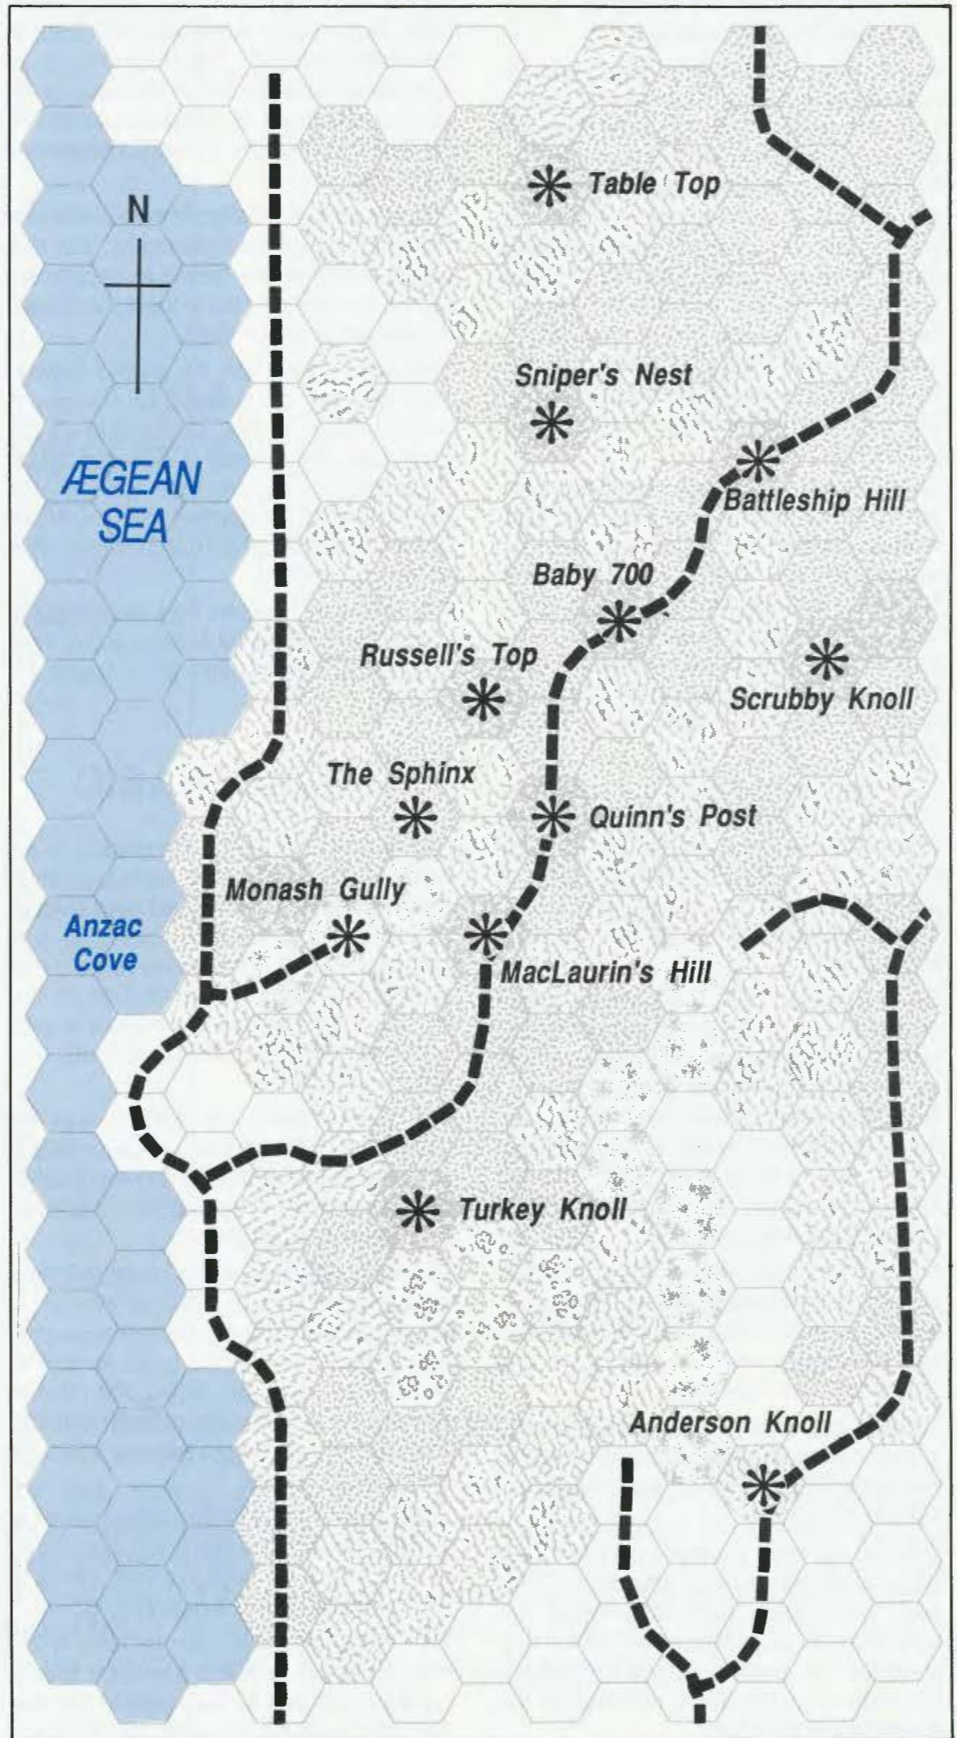 Table Top
N
Sniper's Nest
ÆGEAN
SEA
Battleship Hill
Baby 700
Russell's Top
Scrubby Knoll
The Sphinx
Quinn's Post
Monash Gully
Anzac
Cove
MacLaurin's Hill
Turkey Knoll
Anderson Knoll